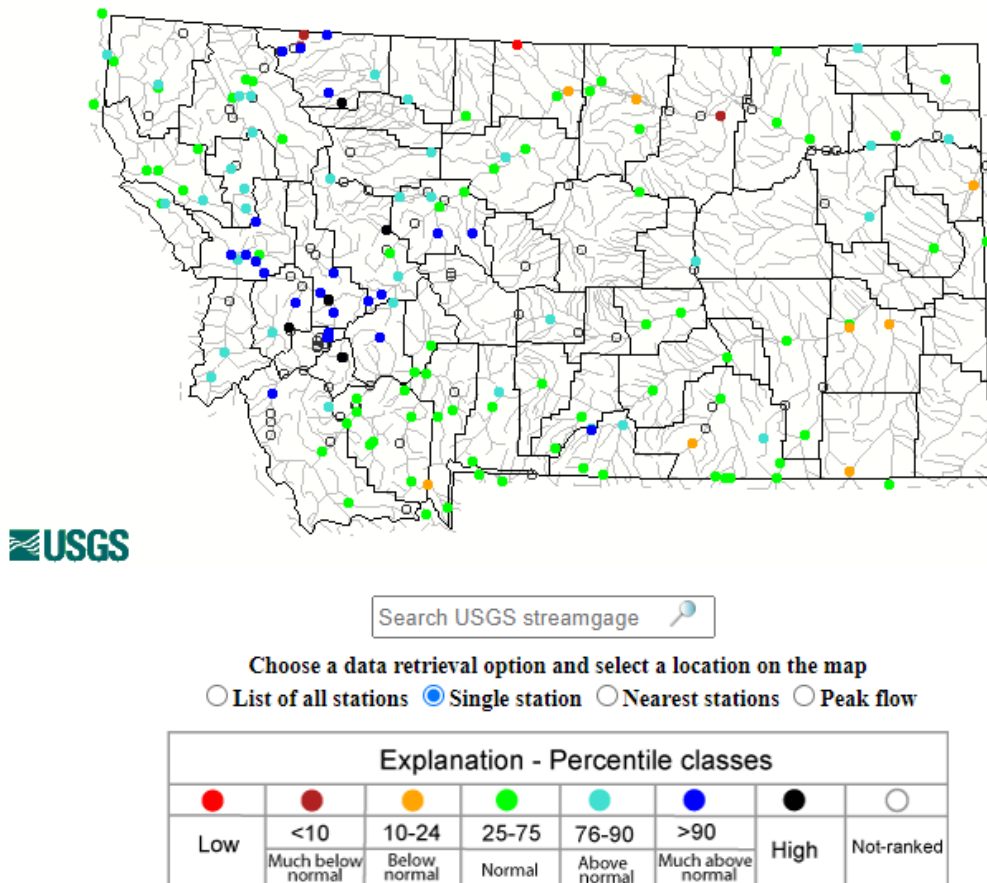 USGS
Search USGS streamgage
Choose a data retrieval option and select a location on the map
List of all stations Single station Nearest stations Peak flow
Explanation - Percentile classes
Low <10 10-24 25-75 76-90 >90 High Not-ranked
Much below normal Below normal Normal Above normal Much above normal